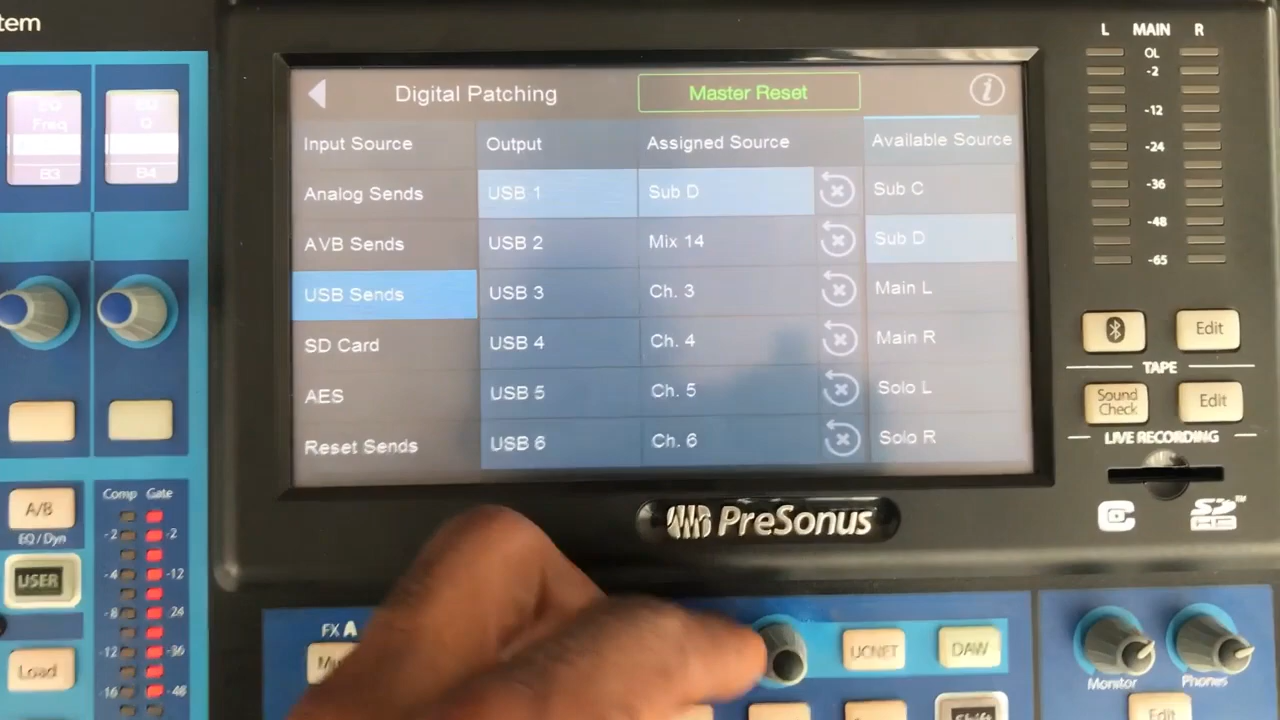 tem
L MAIN R
OL
-2
-12
-24
-36
-48
-65
Digital Patching
Master Reset
i
Input Source
Output
Assigned Source
Available Source
Analog Sends
USB 1
Sub D
Sub C
AVB Sends
USB 2
Mix 14
Sub D
USB Sends
USB 3
Ch. 3
Main L
SD Card
USB 4
Ch. 4
Main R
AES
USB 5
Ch. 5
Solo L
Reset Sends
USB 6
Ch. 6
Solo R
EQ
Freq
B3
EQ
Q
B4
Edit
TAPE
Sound
Check
Edit
LIVE RECORDING
SD
HC
PreSonus
A/B
EQ / Dyn
USER
Load
Comp Gate
-2 -2
-4 -12
-8 24
-12 -36
-16 -48
FX A
UCNET
DAW
Monitor
Phones
Edit
Shift